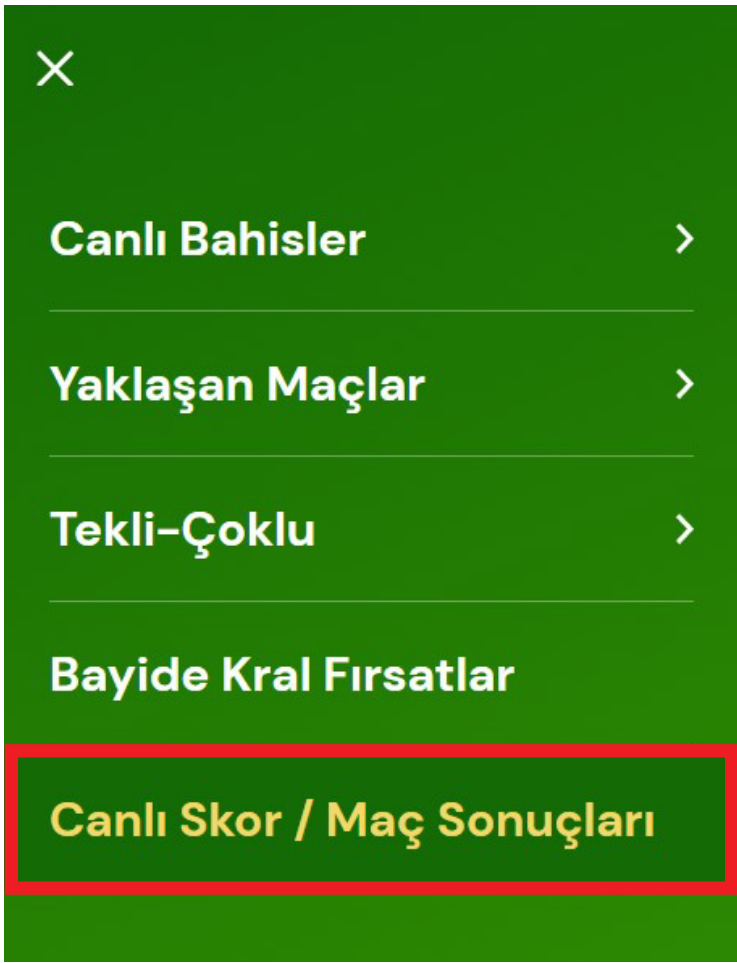 Canlı Bahisler
Yaklaşan Maçlar
Tekli-Çoklu
Bayide Kral Fırsatlar
Canlı Skor / Maç Sonuçları